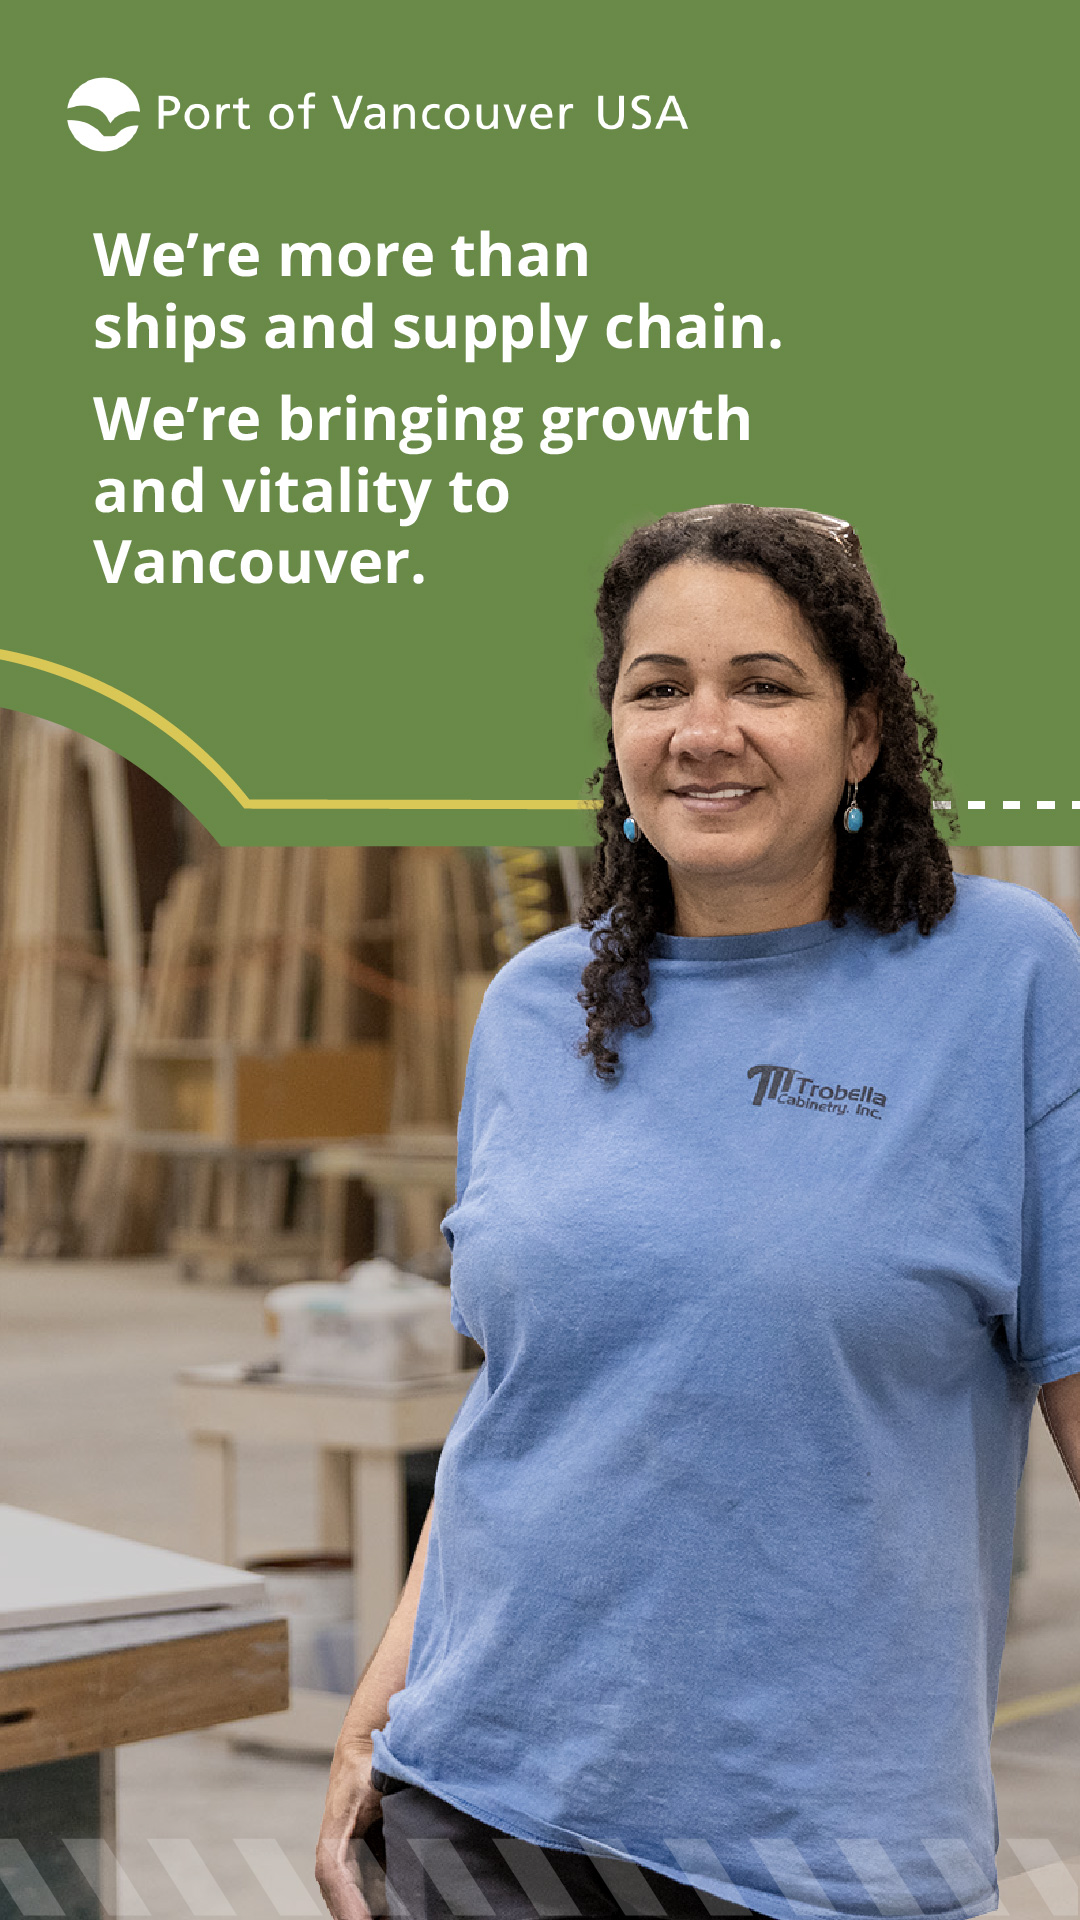 Port of Vancouver USA
We’re more than
ships and supply chain.
We’re bringing growth
and vitality to
Vancouver.
Trobella
Cabinetry, Inc.